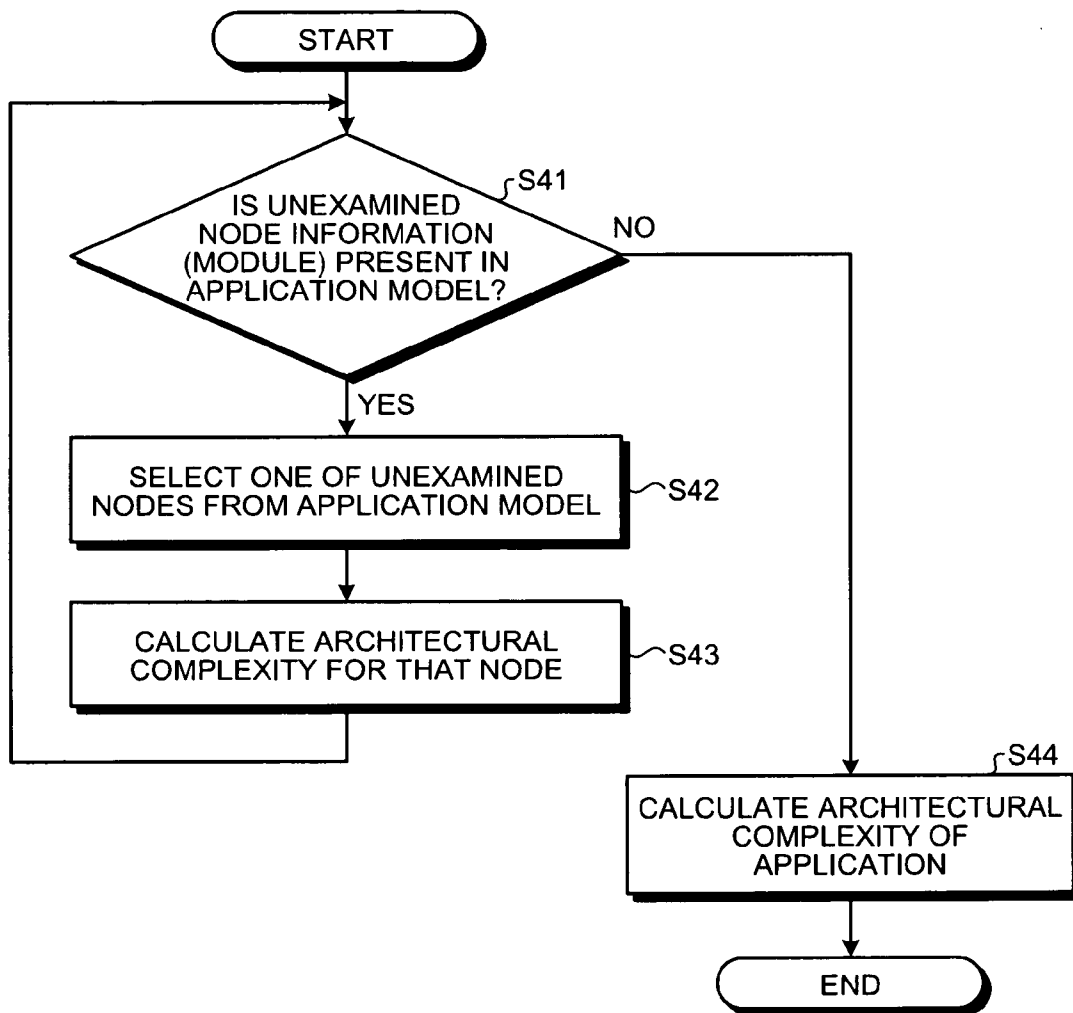 START
S41
IS UNEXAMINED
NODE INFORMATION
(MODULE) PRESENT IN
APPLICATION MODEL?
NO
YES
SELECT ONE OF UNEXAMINED
NODES FROM APPLICATION MODEL
S42
CALCULATE ARCHITECTURAL
COMPLEXITY FOR THAT NODE
S43
S44
CALCULATE ARCHITECTURAL
COMPLEXITY OF
APPLICATION
END